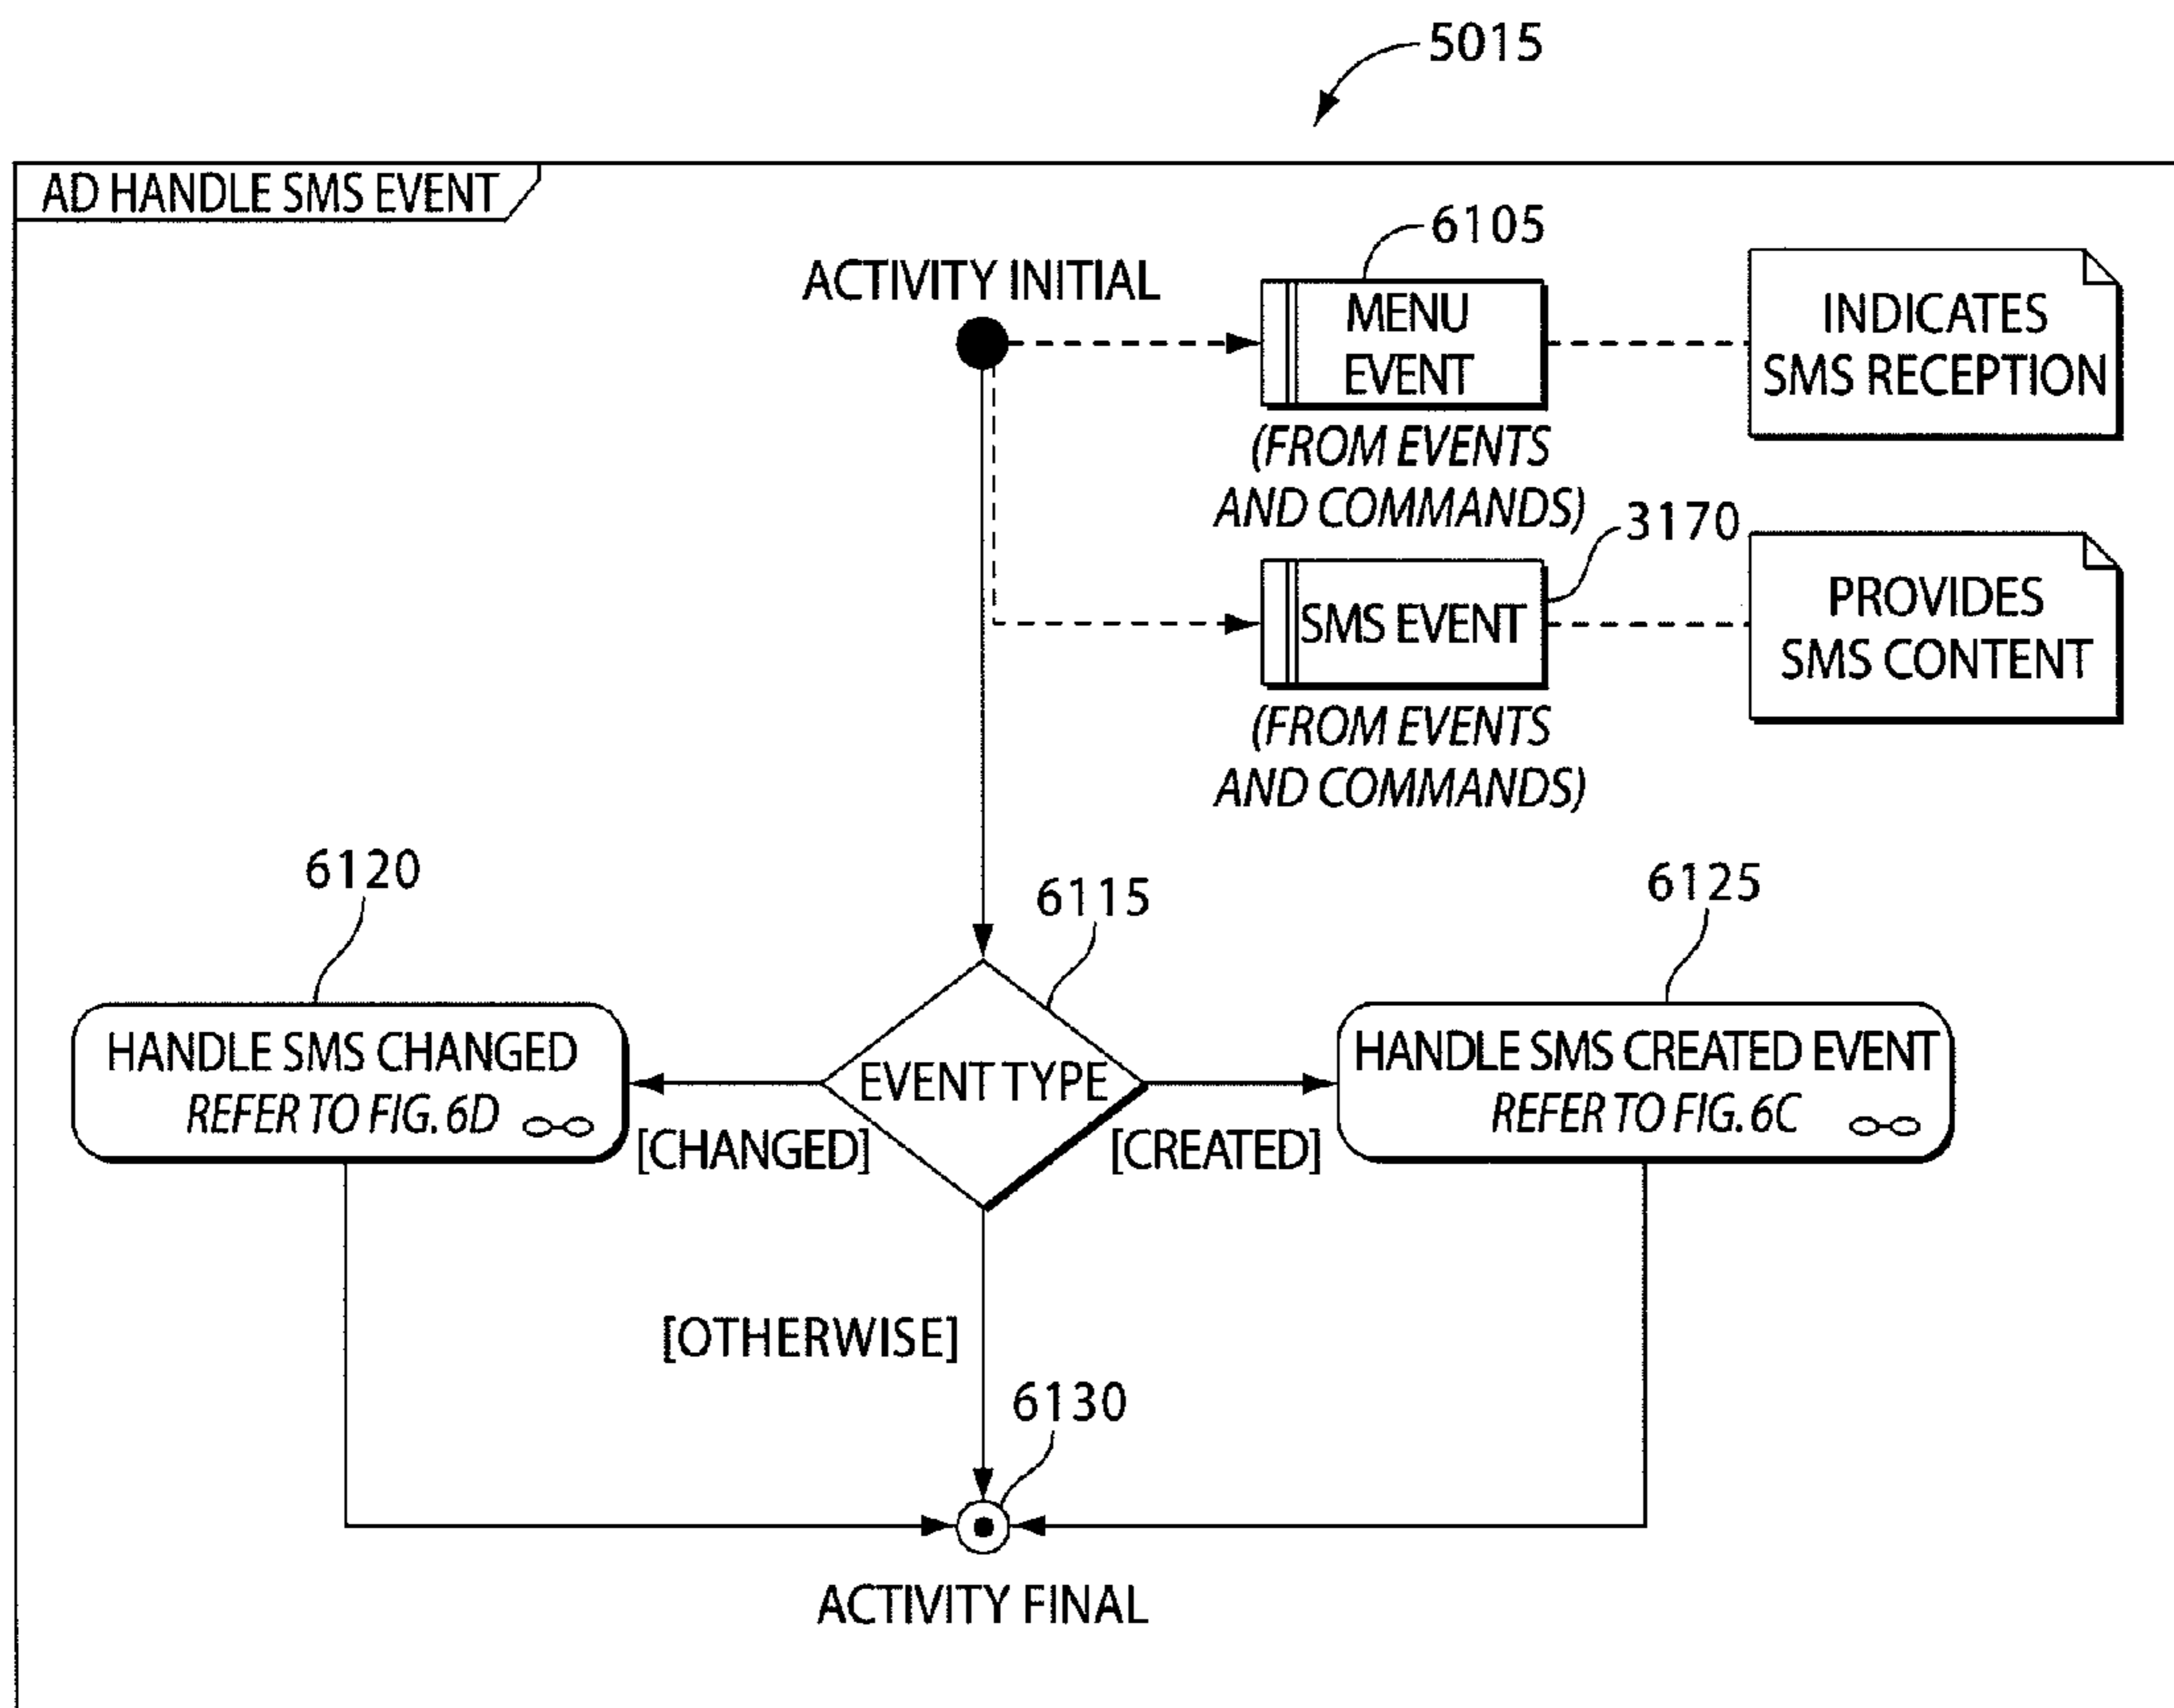 5015
AD HANDLE SMS EVENT
6105
ACTIVITY INITIAL
MENU
EVENT
INDICATES
SMS RECEPTION
(FROM EVENTS
AND COMMANDS)
3170
SMS EVENT
PROVIDES
SMS CONTENT
(FROM EVENTS
AND COMMANDS)
6120
6115
6125
HANDLE SMS CHANGED
REFER TO FIG. 6D
EVENT TYPE
HANDLE SMS CREATED EVENT
REFER TO FIG. 6C
[CHANGED]
[CREATED]
[OTHERWISE]
6130
ACTIVITY FINAL